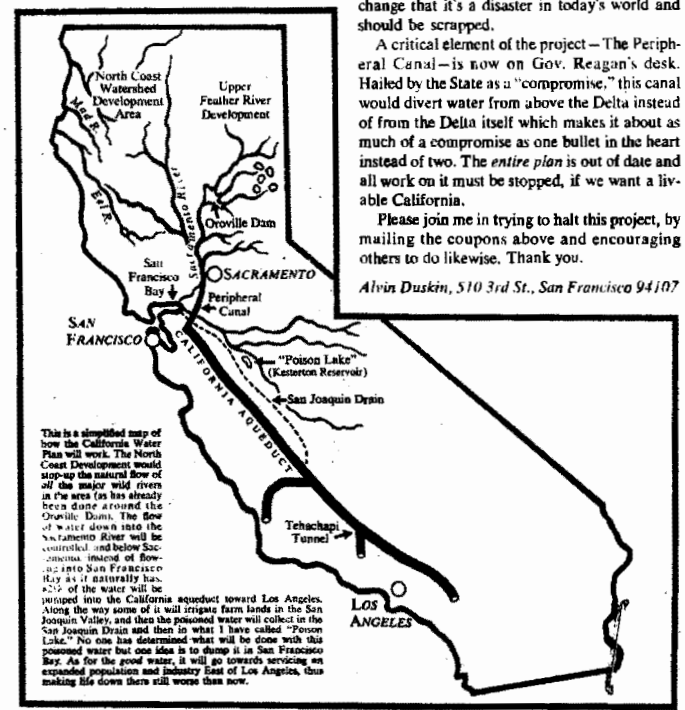 change that it's a disaster in today's world and
should be scrapped.
A critical element of the project—The Periph-
eral Canal—is now on Gov. Reagan's desk.
Hailed by the State as a "compromise," this canal
would divert water from above the Delta instead
of from the Delta itself which makes it about as
much of a compromise as one bullet in the heart
instead of two. The entire plan is out of date and
all work on it must be stopped, if we want a liv-
able California.
Please join me in trying to halt this project, by
mailing the coupons above and encouraging
others to do likewise. Thank you.
Alvin Duskin, 510 3rd St., San Francisco 94107
North Coast
Watershed
Development
Area
Upper
Feather River
Development
Mad R.
Eel R.
Sacramento River
Oroville Dam
San
Francisco
Bay
SACRAMENTO
Peripheral
Canal
SAN
FRANCISCO
"Poison Lake"
(Kesterton Reservoir)
San Joaquin Drain
CALIFORNIA AQUEDUCT
Tehachapi
Tunnel
LOS
ANGELES
This is a simplified map of
how the California Water
Plan will work. The North
Coast Development would
stop-up the natural flow of
all the major wild rivers
in the area (as has already
been done around the
Oroville Dam). The flow
of water down into the
Sacramento River will be
controlled, and below Sac-
ramento, instead of flow-
ing into San Francisco
Bay as it naturally has,
of the water will be
pumped into the California aqueduct toward Los Angeles.
Along the way some of it will irrigate farm lands in the San
Joaquin Valley, and then the poisoned water will collect in the
San Joaquin Drain and then in what I have called "Poison
Lake." No one has determined what will be done with this
poisoned water but one idea is to dump it in San Francisco
Bay. As for the good water, it will go towards servicing an
expanded population and industry East of Los Angeles, thus
making life down there still worse than now.